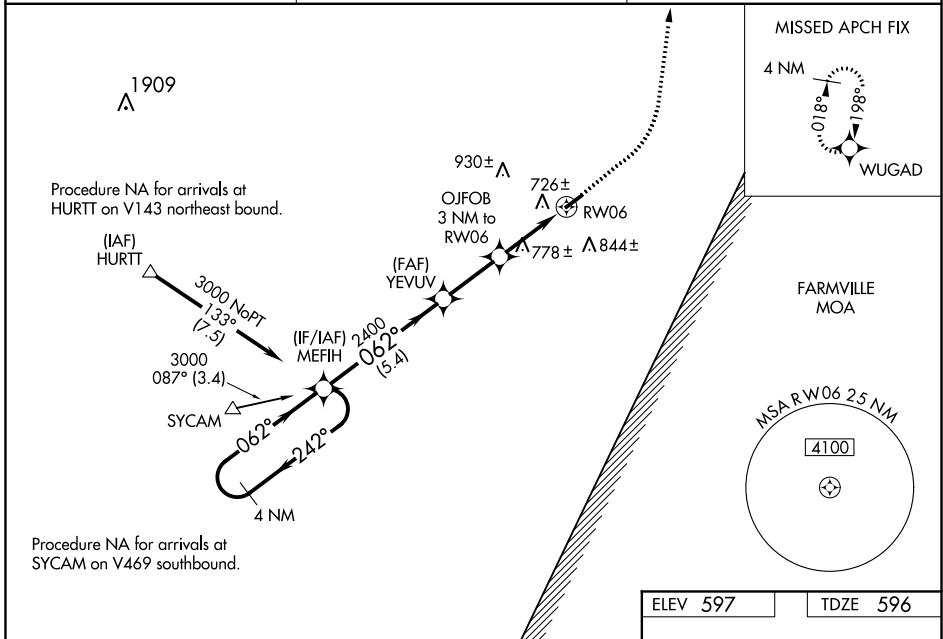 MISSED APCH FIX
4 NM
018°
198°
WUGAD
1909
Procedure NA for arrivals at
HURTT on V143 northeast bound.
(IAF)
HURTT
3000 NoPT
133°
(7.5)
930±
726±
OJFOB
3 NM to
RW06
RW06
778±
844±
(FAF)
YEVUV
FARMVILLE
MOA
(IF/IAF)
MEFIH
2400
062°
(5.4)
3000
087° (3.4)
SYCAM
062°
242°
4 NM
MSA RW06 25 NM
4100
Procedure NA for arrivals at
SYCAM on V469 southbound.
ELEV 597
TDZE 596